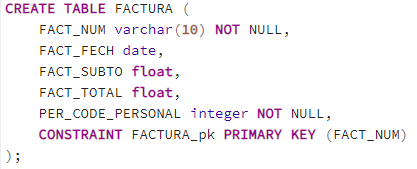 CREATE TABLE FACTURA (
    FACT_NUM varchar(10) NOT NULL,
    FACT_FECH date,
    FACT_SUBTO float,
    FACT_TOTAL float,
    PER_CODE_PERSONAL integer NOT NULL,
    CONSTRAINT FACTURA_pk PRIMARY KEY (FACT_NUM)
);